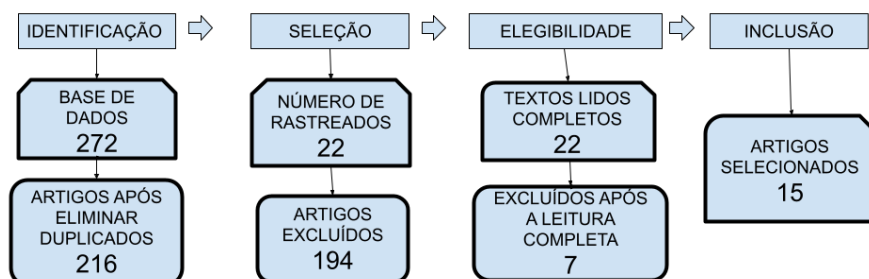 IDENTIFICAÇÃO
SELEÇÃO
ELEGIBILIDADE
INCLUSÃO
BASE DE
DADOS
272
ARTIGOS APÓS
ELIMINAR
DUPLICADOS
216
NÚMERO DE
RASTREADOS
22
ARTIGOS
EXCLUÍDOS
194
TEXTOS LIDOS
COMPLETOS
22
EXCLUÍDOS APÓS
A LEITURA
COMPLETA
7
ARTIGOS
SELECIONADOS
15